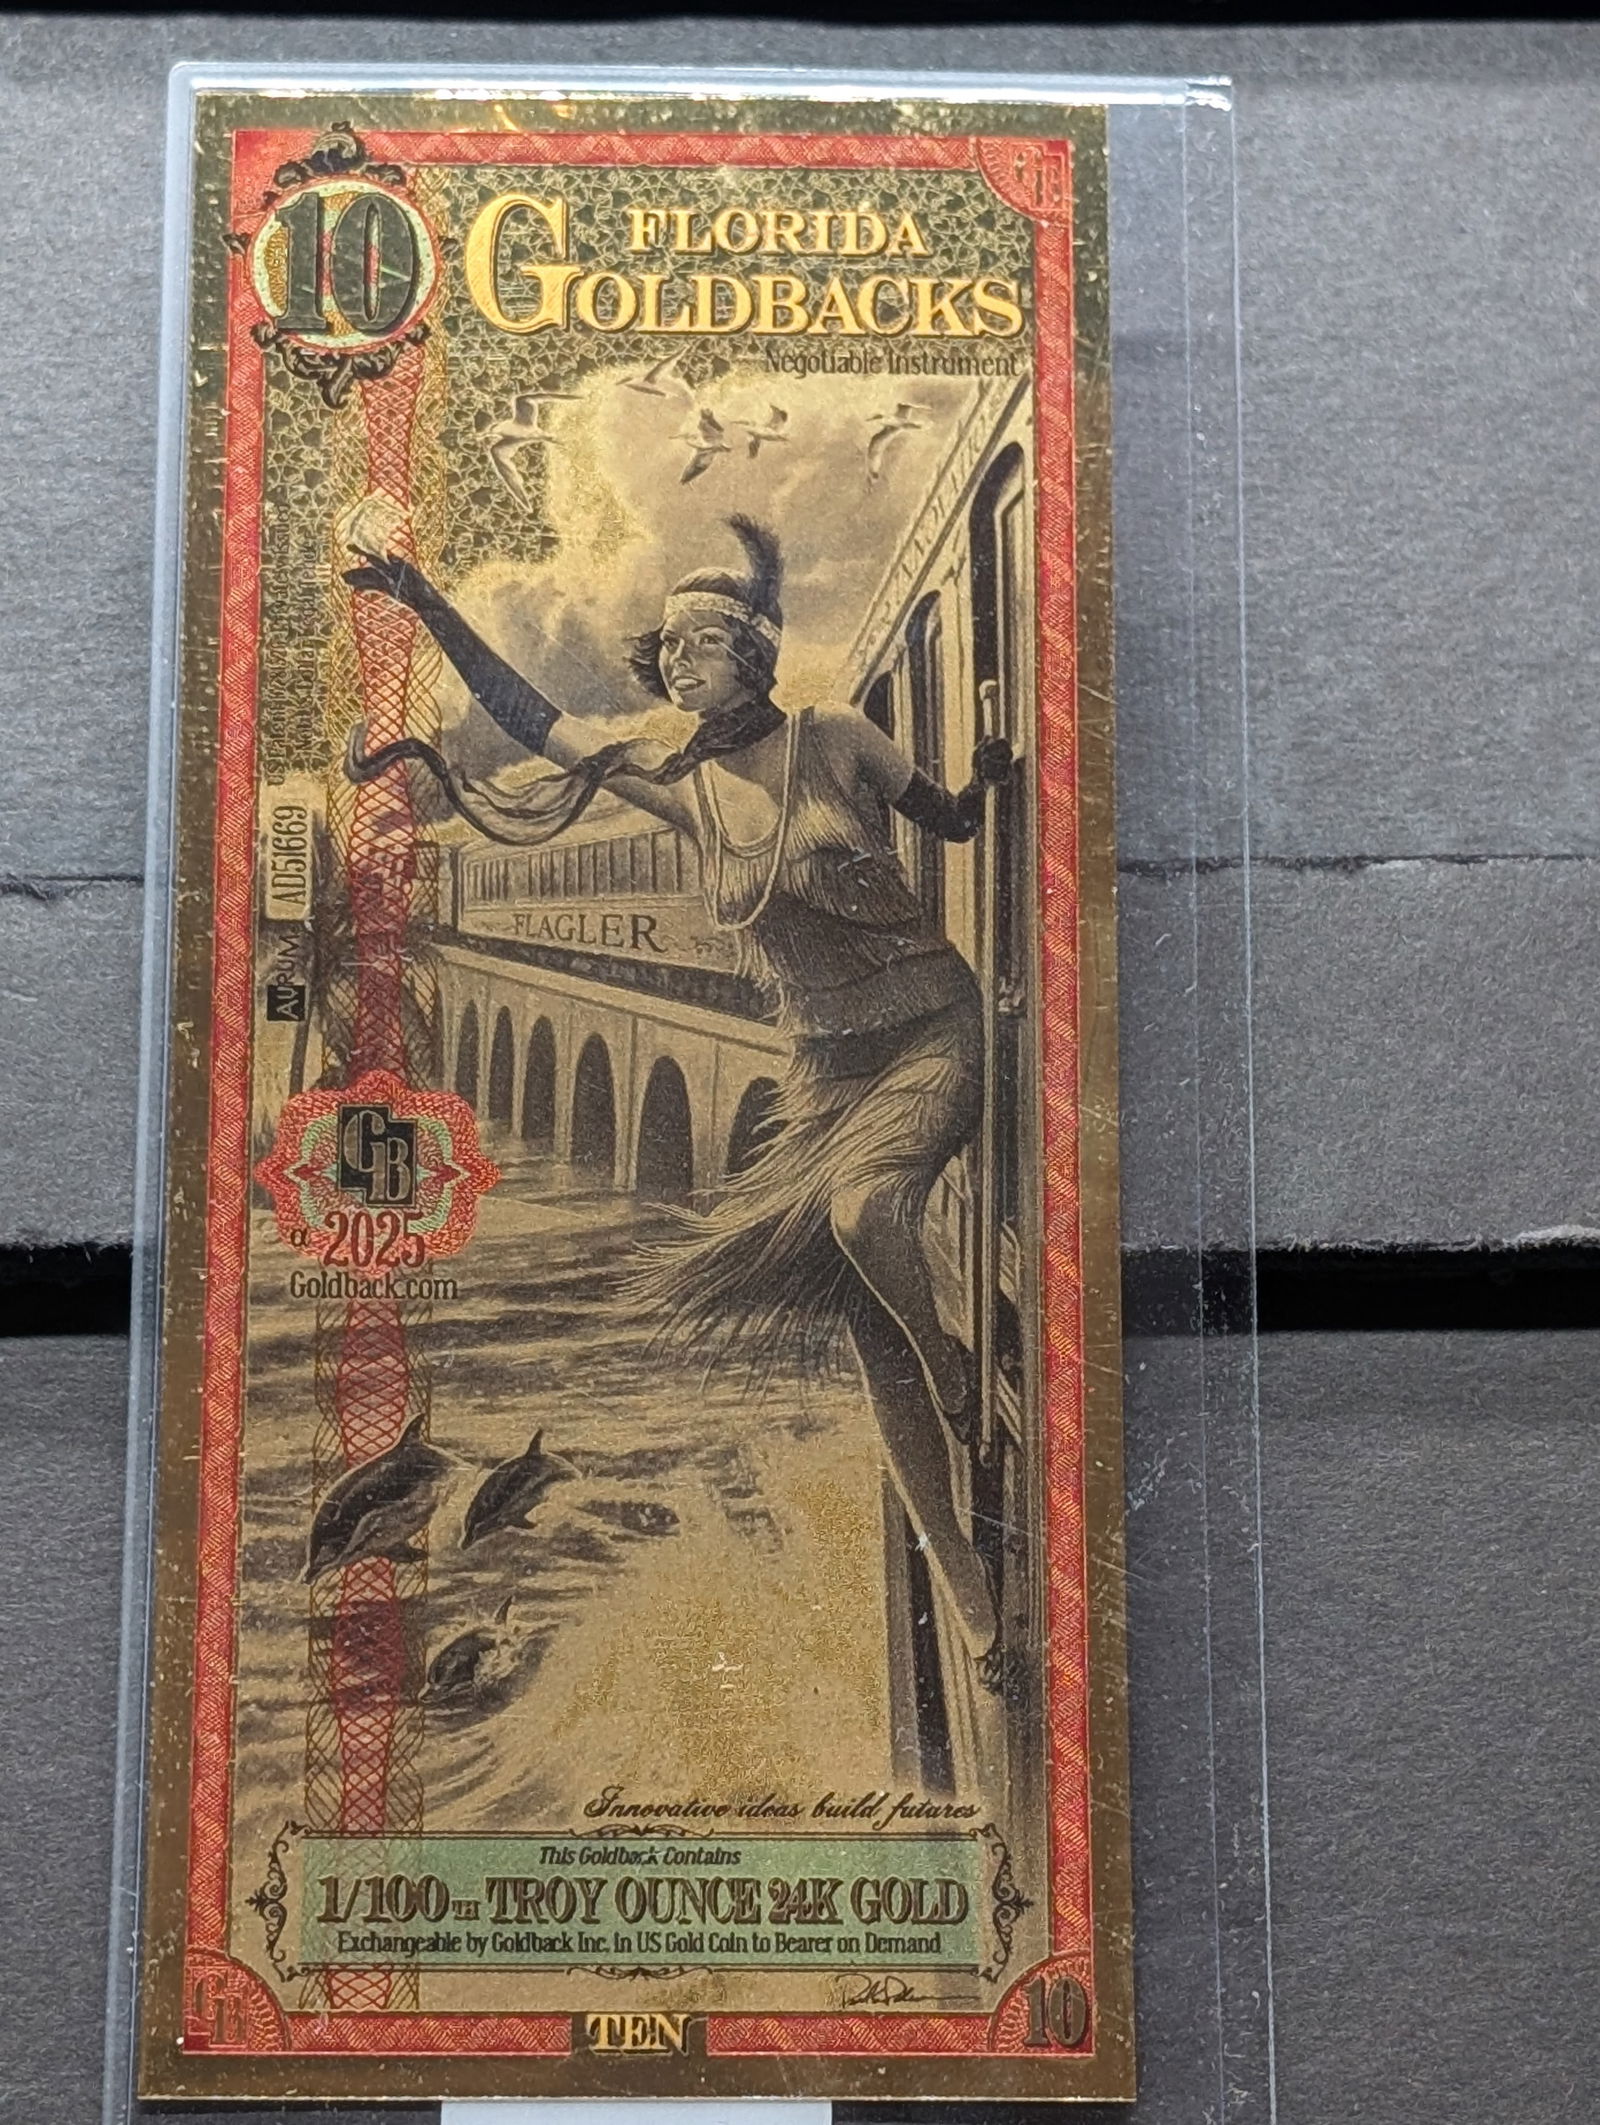 10
FLORIDA
GOLDBACKS
Negotiable Instrument
AD51669
AURUM
FLAGLER
GB
α 2025
Goldback.com
Innovative ideas build futures
This Goldback Contains
1/100TH TROY OUNCE 24K GOLD
Exchangeable by Goldback Inc. in US Gold Coin to Bearer on Demand
TEN
10